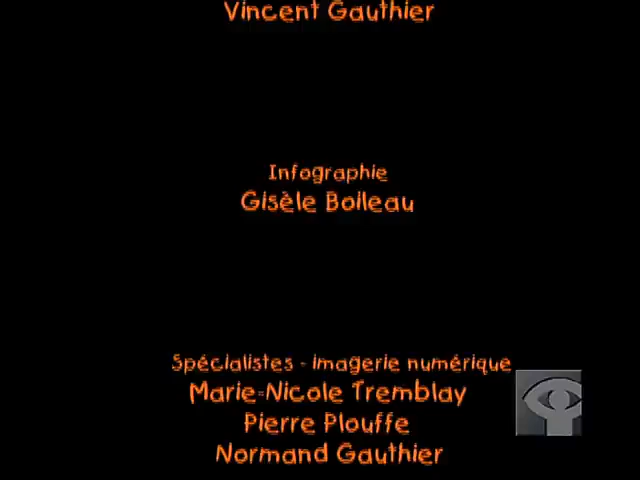 Vincent Gauthier
Infographie
Gisèle Boileau
Spécialistes - imagerie numérique
Marie-Nicole Tremblay
Pierre Plouffe
Normand Gauthier